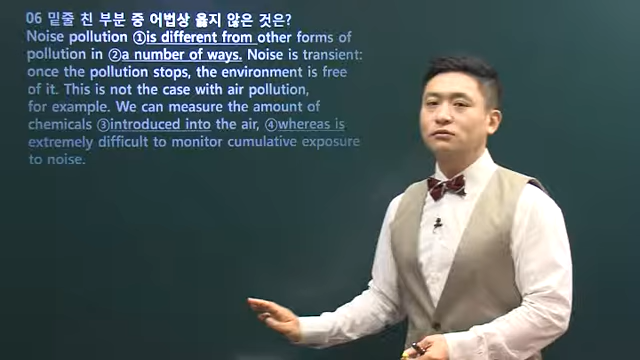 06 밑줄 친 부분 중 어법상 옳지 않은 것은?
Noise pollution ①is different from other forms of
pollution in ②a number of ways. Noise is transient:
once the pollution stops, the environment is free
of it. This is not the case with air pollution,
for example. We can measure the amount of
chemicals ③introduced into the air, ④whereas is
extremely difficult to monitor cumulative exposure
to noise.